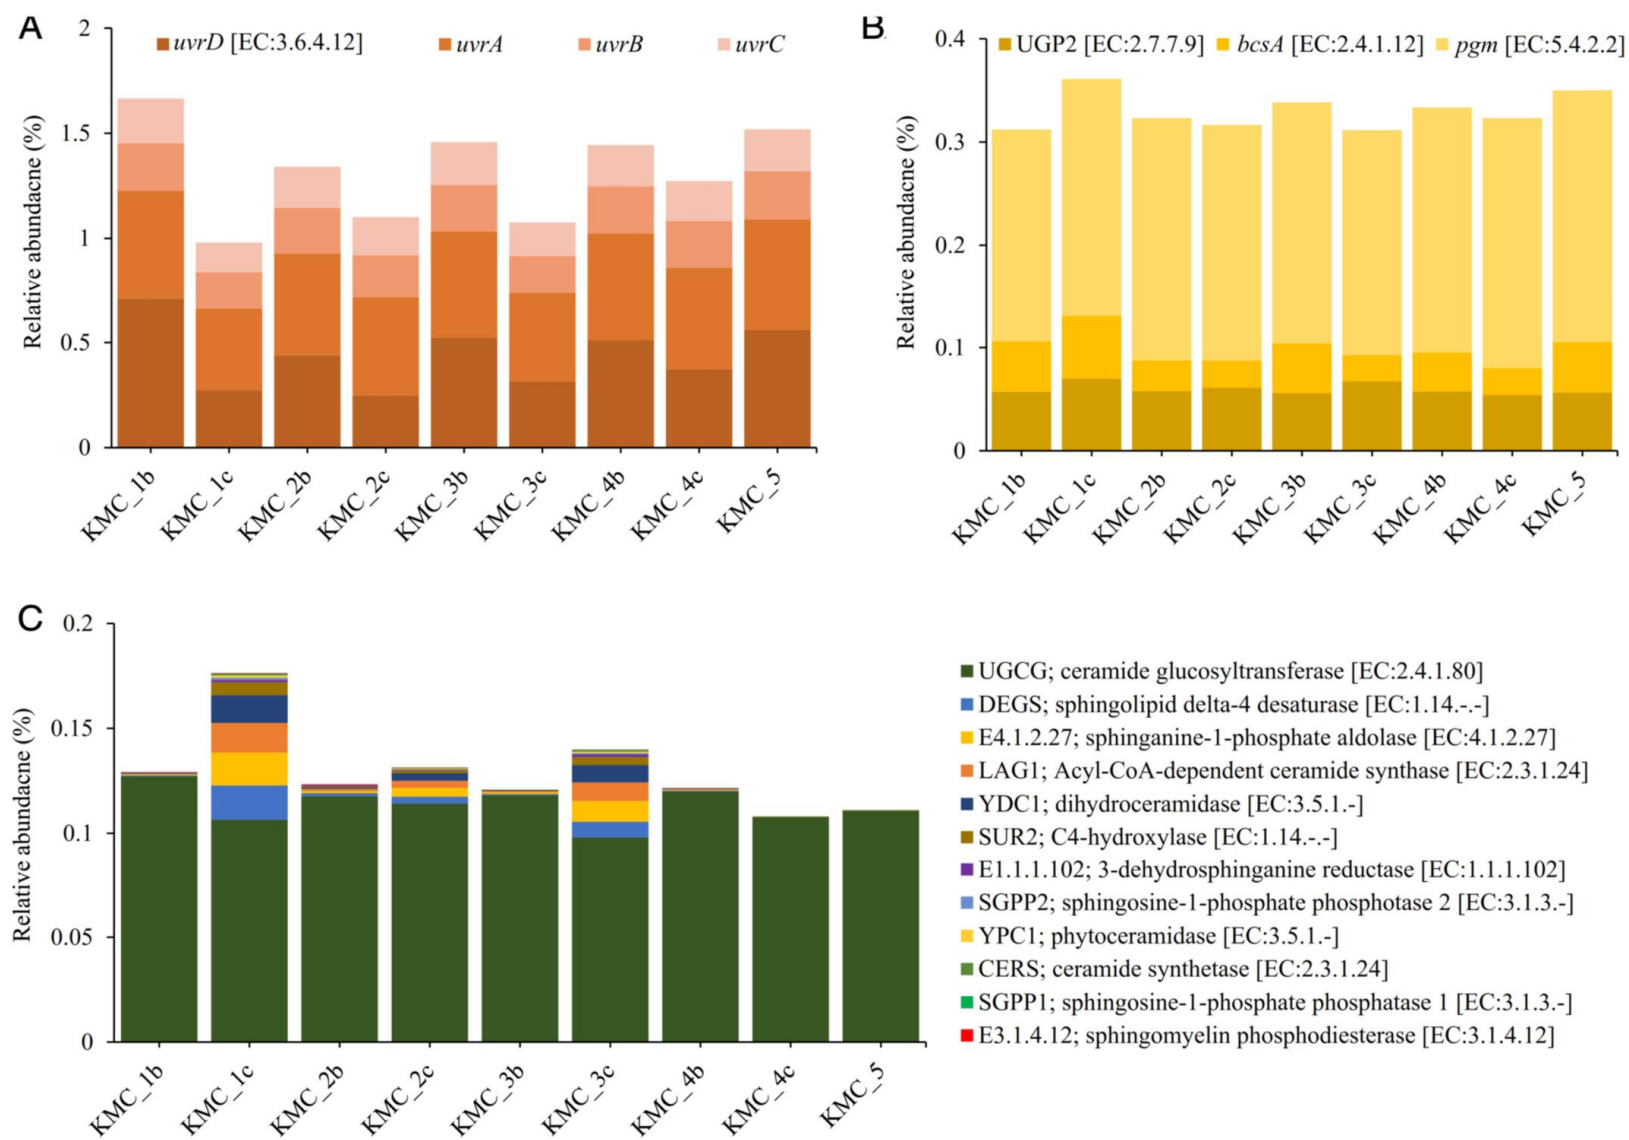 A
uvrD [EC:3.6.4.12] uvrA uvrB uvrC
Relative abundacne (%)
2
1.5
1
0.5
0
KMC_1b KMC_1c KMC_2b KMC_2c KMC_3b KMC_3c KMC_4b KMC_4c KMC_5
B
UGP2 [EC:2.7.7.9] bcsA [EC:2.4.1.12] pgm [EC:5.4.2.2]
Relative abundacne (%)
0.4
0.3
0.2
0.1
0
KMC_1b KMC_1c KMC_2b KMC_2c KMC_3b KMC_3c KMC_4b KMC_4c KMC_5
C
Relative abundacne (%)
0.2
0.15
0.1
0.05
0
KMC_1b KMC_1c KMC_2b KMC_2c KMC_3b KMC_3c KMC_4b KMC_4c KMC_5
UGCG; ceramide glucosyltransferase [EC:2.4.1.80]
DEGS; sphingolipid delta-4 desaturase [EC:1.14.-.-]
E4.1.2.27; sphinganine-1-phosphate aldolase [EC:4.1.2.27]
LAG1; Acyl-CoA-dependent ceramide synthase [EC:2.3.1.24]
YDC1; dihydroceramidase [EC:3.5.1.-]
SUR2; C4-hydroxylase [EC:1.14.-.-]
E1.1.1.102; 3-dehydrosphinganine reductase [EC:1.1.1.102]
SGPP2; sphingosine-1-phosphate phosphotase 2 [EC:3.1.3.-]
YPC1; phytoceramidase [EC:3.5.1.-]
CERS; ceramide synthetase [EC:2.3.1.24]
SGPP1; sphingosine-1-phosphate phosphatase 1 [EC:3.1.3.-]
E3.1.4.12; sphingomyelin phosphodiesterase [EC:3.1.4.12]